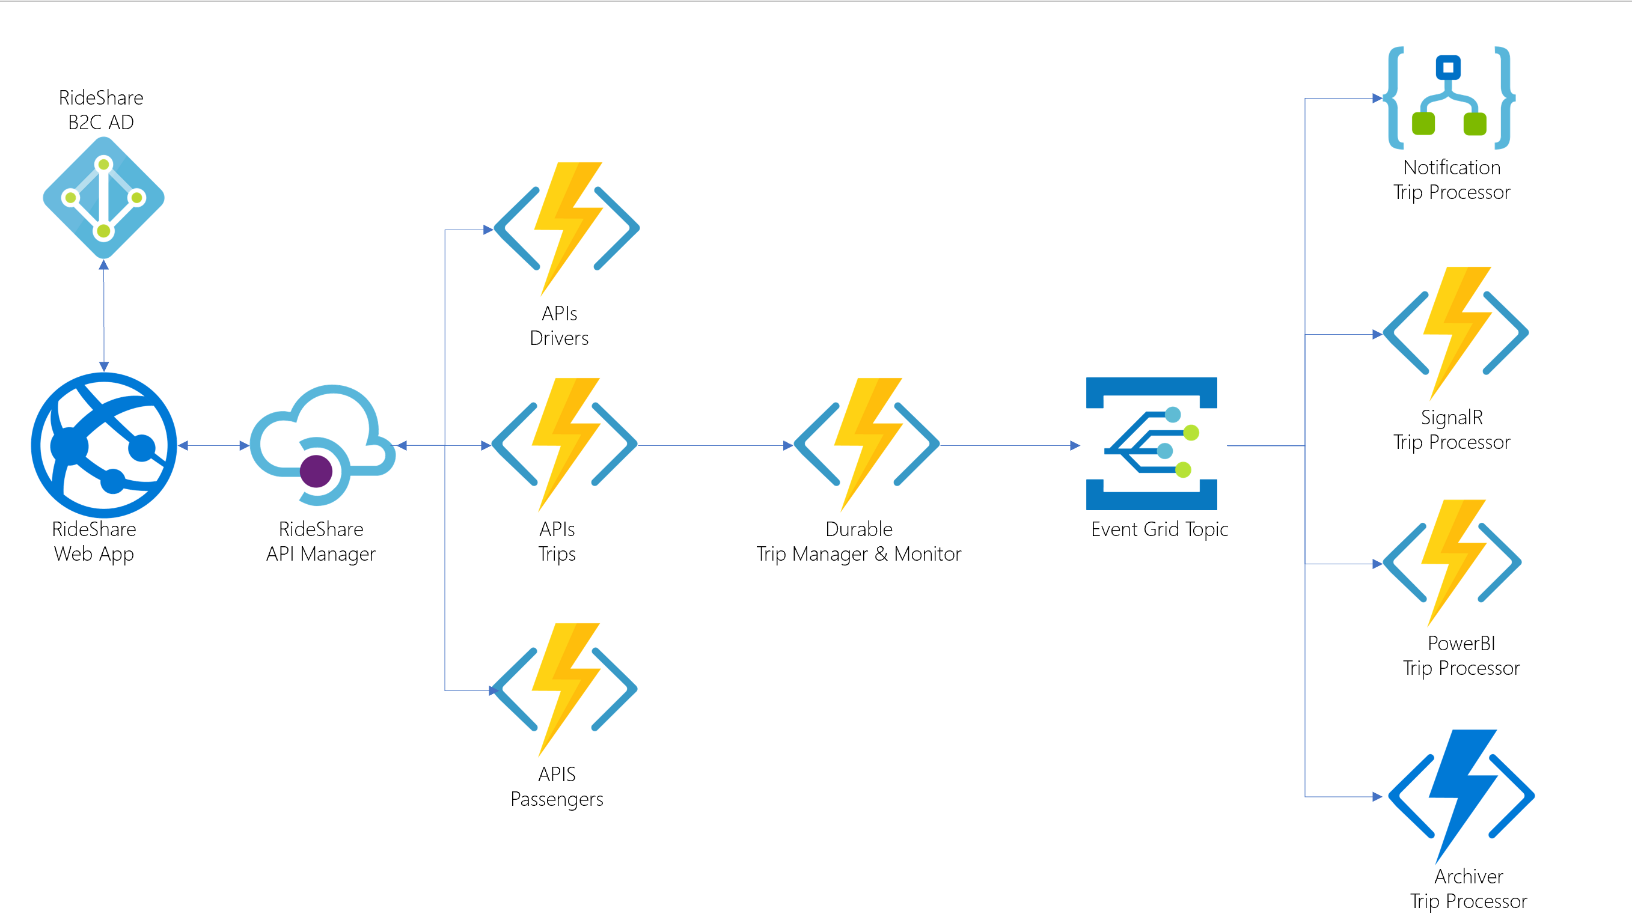 RideShare
B2C AD
RideShare
Web App
RideShare
API Manager
APIs
Drivers
APIs
Trips
APIS
Passengers
Durable
Trip Manager & Monitor
Event Grid Topic
Notification
Trip Processor
SignalR
Trip Processor
PowerBI
Trip Processor
Archiver
Trip Processor